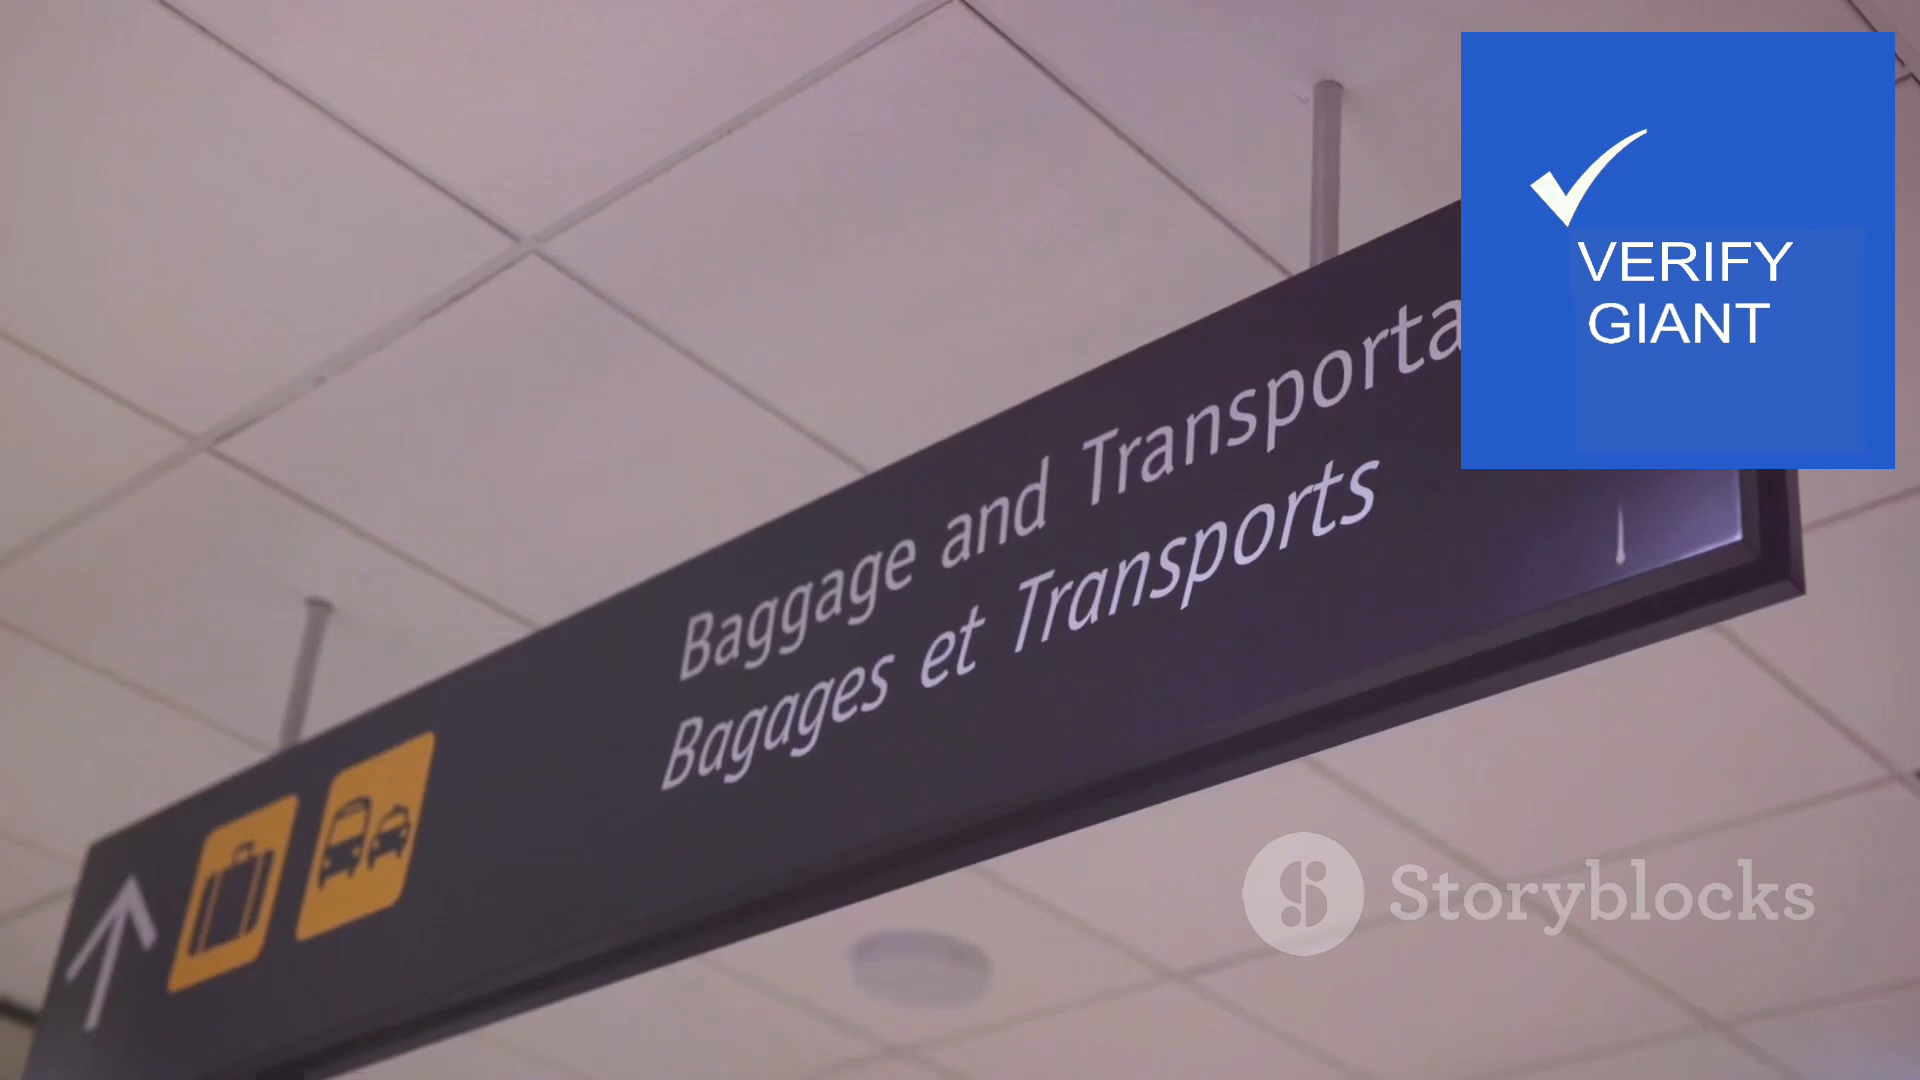 VERIFY
GIANT
Baggage and Transporta
Bagages et Transports
Storyblocks